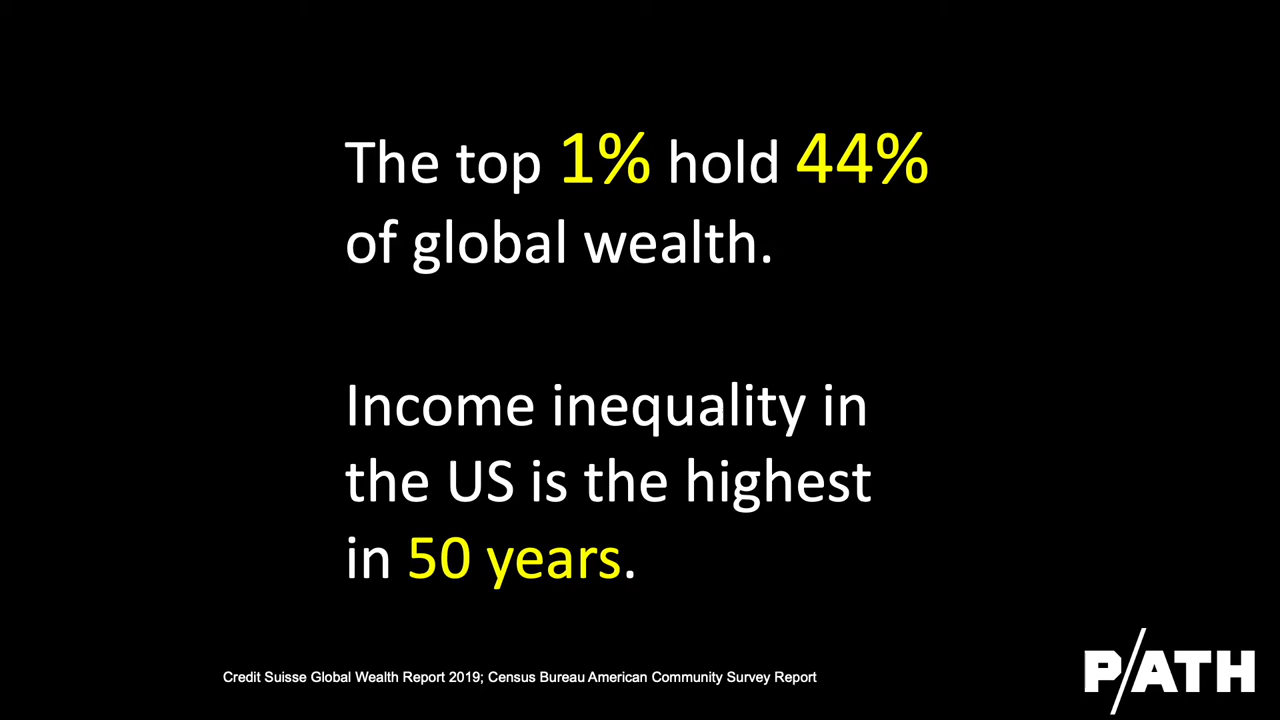 The top 1% hold 44%
of global wealth.
Income inequality in
the US is the highest
in 50 years.
Credit Suisse Global Wealth Report 2019; Census Bureau American Community Survey Report
P/ATH